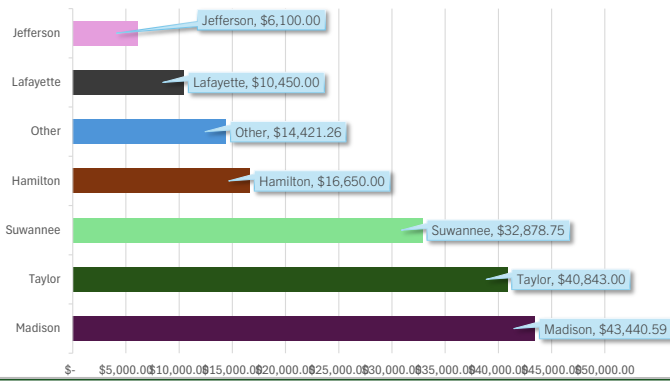 Jefferson
Jefferson, $6,100.00
Lafayette
Lafayette, $10,450.00
Other
Other, $14,421.26
Hamilton
Hamilton, $16,650.00
Suwannee
Suwannee, $32,878.75
Taylor
Taylor, $40,843.00
Madison
Madison, $43,440.59
$- $5,000.00 $10,000.00 $15,000.00 $20,000.00 $25,000.00 $30,000.00 $35,000.00 $40,000.00 $45,000.00 $50,000.00